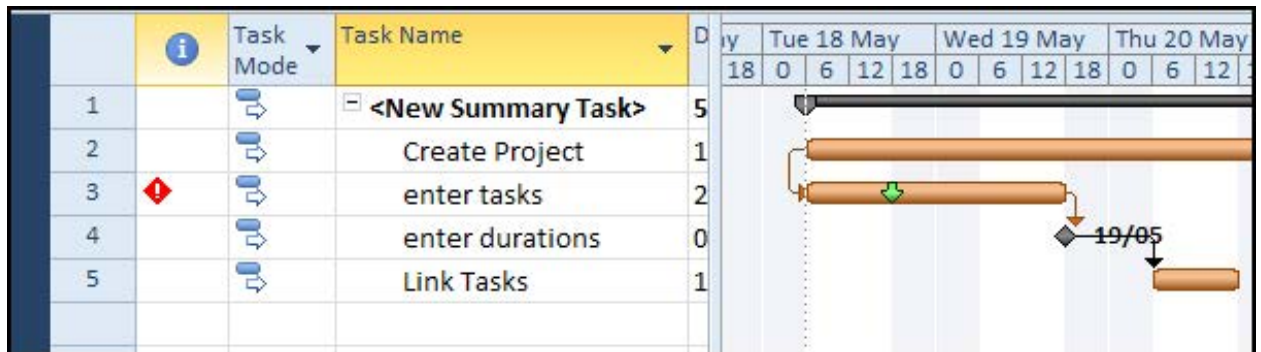 Task Mode Task Name D ay Tue 18 May Wed 19 May Thu 20 May
18 0 6 12 18 0 6 12 18 0 6 12
1 <New Summary Task> 5
2 Create Project 1
3 enter tasks 2
4 enter durations 0 19/05
5 Link Tasks 1